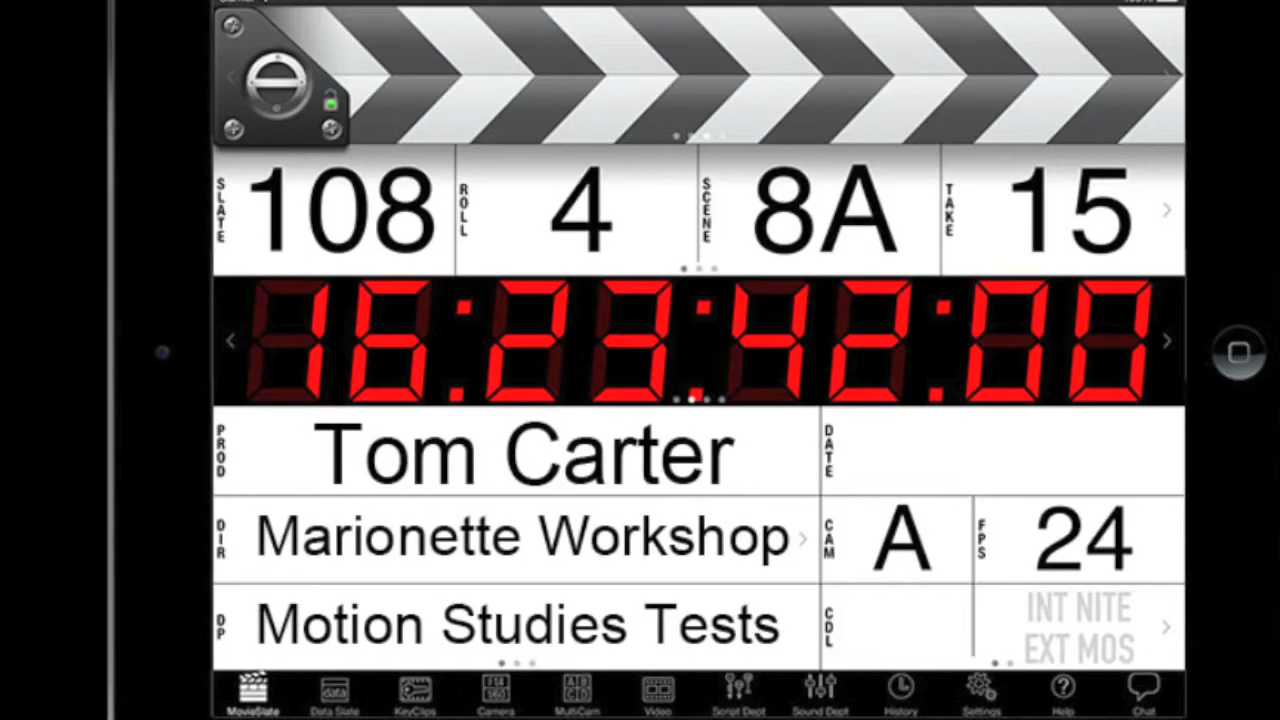 SLATE 108 ROLL 4 SCENE 8A TAKE 15
16:23:42:00
PROD Tom Carter DATE
DIR Marionette Workshop CAM A FPS 24
DP Motion Studies Tests CDL INT NITE
EXT MOS
MovieSlate Data Slate KeyClips Camera MultiCam Video Script Dept Sound Dept History Settings Help Chat